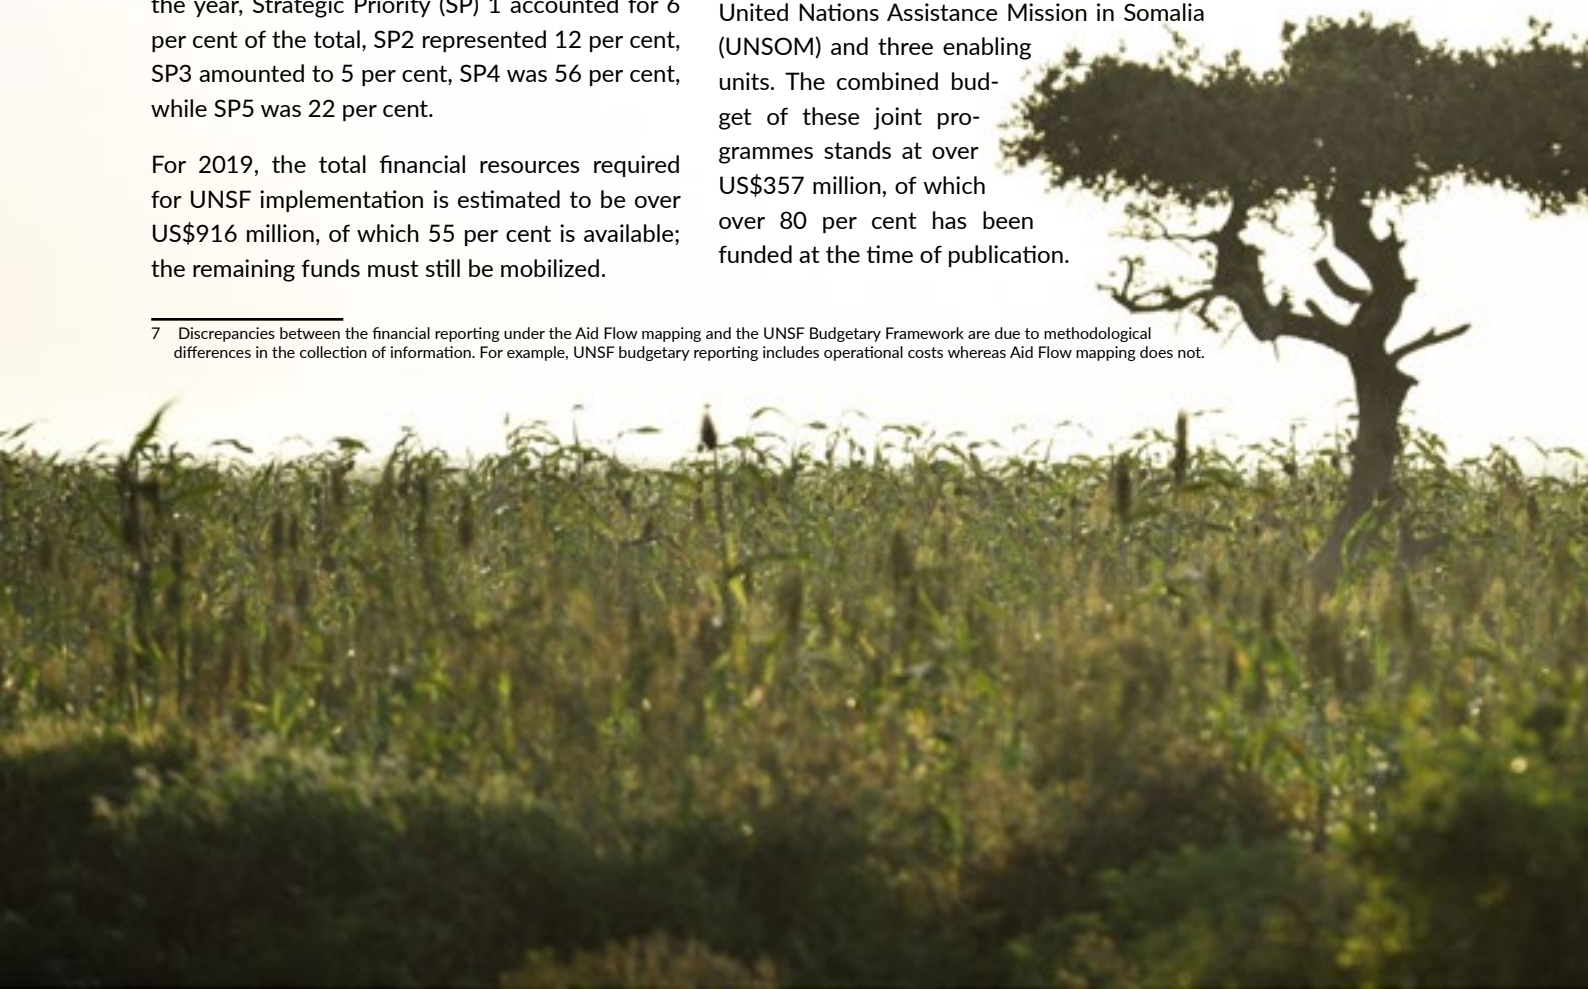 the year, Strategic Priority (SP) 1 accounted for 6
per cent of the total, SP2 represented 12 per cent,
SP3 amounted to 5 per cent, SP4 was 56 per cent,
while SP5 was 22 per cent.
For 2019, the total financial resources required
for UNSF implementation is estimated to be over
US$916 million, of which 55 per cent is available;
the remaining funds must still be mobilized.
United Nations Assistance Mission in Somalia
(UNSOM) and three enabling
units. The combined bud-
get of these joint pro-
grammes stands at over
US$357 million, of which
over 80 per cent has been
funded at the time of publication.
7 Discrepancies between the financial reporting under the Aid Flow mapping and the UNSF Budgetary Framework are due to methodological
differences in the collection of information. For example, UNSF budgetary reporting includes operational costs whereas Aid Flow mapping does not.